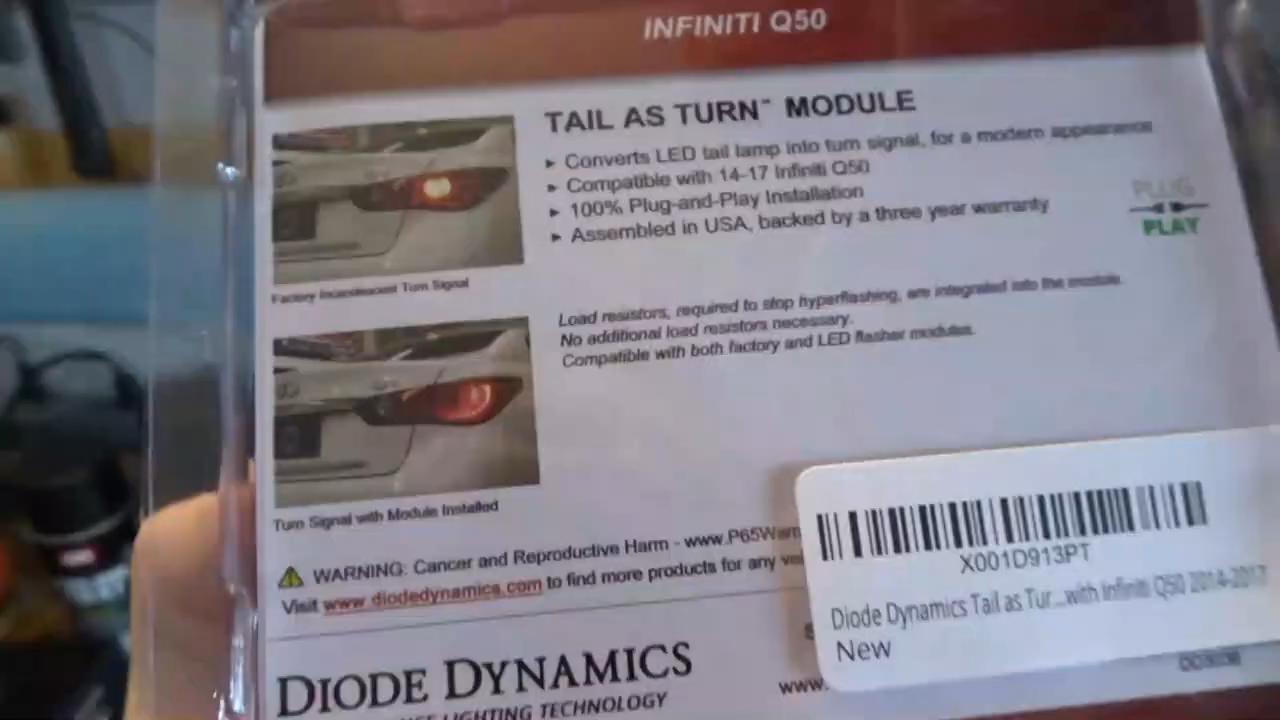 INFINITI Q50
TAIL AS TURN™ MODULE
▸ Converts LED tail lamp into turn signal, for a modern appearance
▸ Compatible with 14-17 Infiniti Q50
▸ 100% Plug-and-Play Installation
▸ Assembled in USA, backed by a three year warranty
PLUG
PLAY
Factory Incandescent Turn Signal
Load resistors, required to stop hyperflashing, are integrated into the module.
No additional load resistors necessary.
Compatible with both factory and LED flasher modules.
Turn Signal with Module Installed
WARNING: Cancer and Reproductive Harm - www.P65Warn
Visit www.diodedynamics.com to find more products for any ve
X001D913PT
Diode Dynamics Tail as Tur...with Infiniti Q50 2014-2017
New
DIODE DYNAMICS
LIGHTING TECHNOLOGY
www.